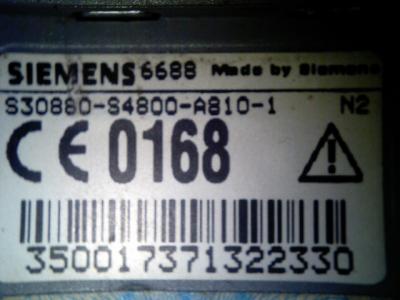 SIEMENS 6688 Made by Siemens
S30880-S4800-A810-1 N2
CE 0168
350017371322330